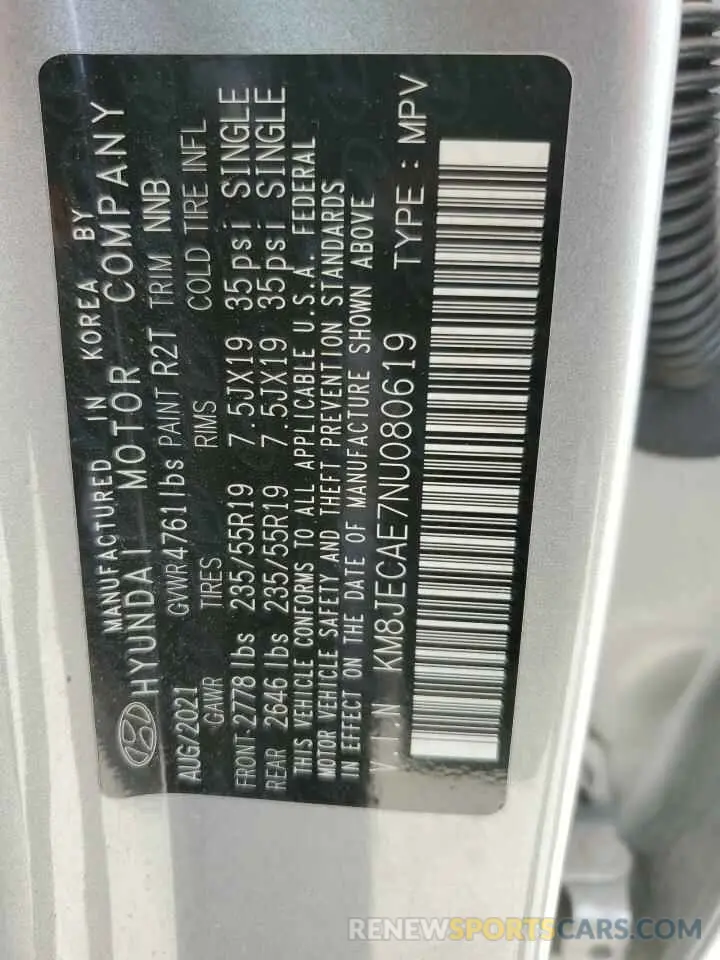 MANUFACTURED IN KOREA BY
HYUNDAI MOTOR COMPANY
AUG/2021 GVWR4761lbs PAINT R2T TRIM NNB
GAWR TIRES RIMS COLD TIRE INFL
FRONT:2778lbs 235/55R19 7.5JX19 35psi SINGLE
REAR 2646lbs 235/55R19 7.5JX19 35psi SINGLE
THIS VEHICLE CONFORMS TO ALL APPLICABLE U.S.A. FEDERAL
MOTOR VEHICLE SAFETY AND THEFT PREVENTION STANDARDS
IN EFFECT ON THE DATE OF MANUFACTURE SHOWN ABOVE
V.I.N KM8JECAE7NU080619 TYPE : MPV
RENEWSPORTSCARS.COM